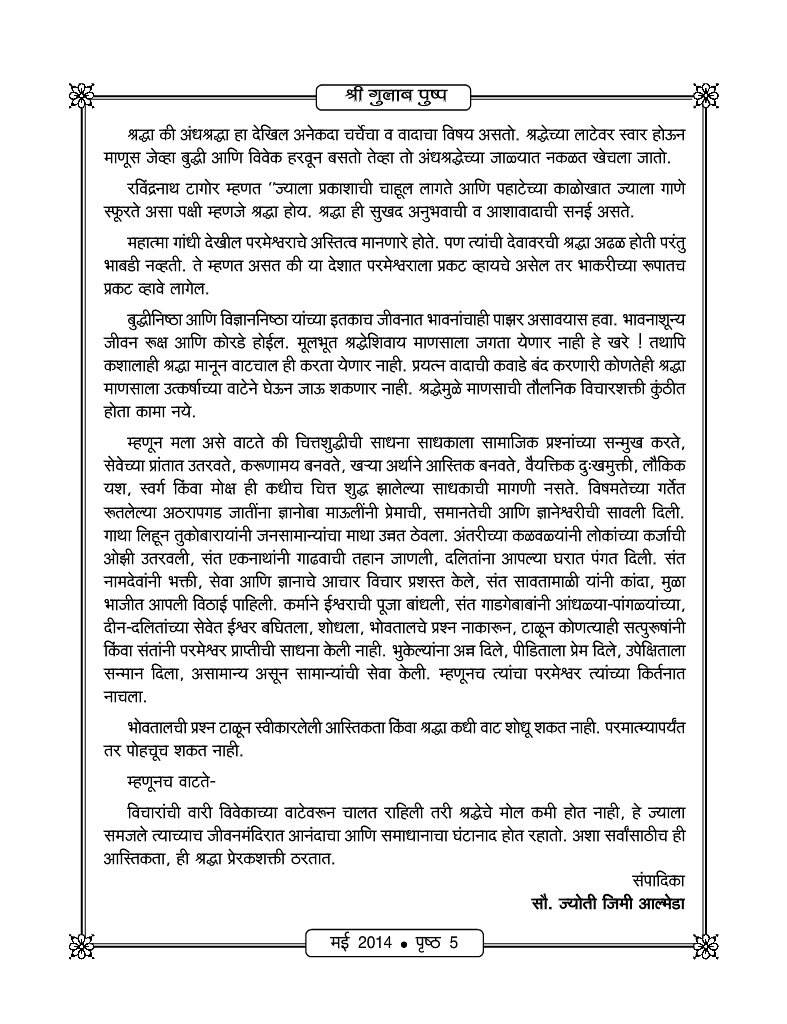 श्री गुलाब पुष्प
श्रद्धा की अंधश्रद्धा हा देखिल अनेकदा चर्चेचा व वादाचा विषय असतो. श्रद्धेच्या लाटेवर स्वार होऊन
माणूस जेव्हा बुद्धी आणि विवेक हरवून बसतो तेव्हा तो अंधश्रद्धेच्या जाळ्यात नकळत खेचला जातो.
रविंद्रनाथ टागोर म्हणत ''ज्याला प्रकाशाची चाहूल लागते आणि पहाटेच्या काळोखात ज्याला गाणे
स्फूरते असा पक्षी म्हणजे श्रद्धा होय. श्रद्धा ही सुखद अनुभवाची व आशावादाची सनई असते.
महात्मा गांधी देखील परमेश्वराचे अस्तित्व मानणारे होते. पण त्यांची देवावरची श्रद्धा अढळ होती परंतु
भाबडी नव्हती. ते म्हणत असत की या देशात परमेश्वराला प्रकट व्हायचे असेल तर भाकरीच्या रूपातच
प्रकट व्हावे लागेल.
बुद्धीनिष्ठा आणि विज्ञाननिष्ठा यांच्या इतकाच जीवनात भावनांचाही पाझर असावयास हवा. भावनाशून्य
जीवन रूक्ष आणि कोरडे होईल. मूलभूत श्रद्धेशिवाय माणसाला जगता येणार नाही हे खरे ! तथापि
कशालाही श्रद्धा मानून वाटचाल ही करता येणार नाही. प्रयत्न वादाची कवाडे बंद करणारी कोणतेही श्रद्धा
माणसाला उत्कर्षाच्या वाटेने घेऊन जाऊ शकणार नाही. श्रद्धेमुळे माणसाची तौलनिक विचारशक्ती कुंठीत
होता कामा नये.
म्हणून मला असे वाटते की चित्तशुद्धीची साधना साधकाला सामाजिक प्रश्नांच्या सन्मुख करते,
सेवेच्या प्रांतात उतरवते, करूणामय बनवते, खऱ्या अर्थाने आस्तिक बनवते, वैयक्तिक दुःखमुक्ती, लौकिक
यश, स्वर्ग किंवा मोक्ष ही कधीच चित्त शुद्ध झालेल्या साधकाची मागणी नसते. विषमतेच्या गर्तेत
रूतलेल्या अठरापगड जातींना ज्ञानोबा माऊलींनी प्रेमाची, समानतेची आणि ज्ञानेश्वरीची सावली दिली.
गाथा लिहून तुकोबारायांनी जनसामान्यांचा माथा उन्नत ठेवला. अंतरीच्या कळवळ्यांनी लोकांच्या कर्जाची
ओझी उतरवली, संत एकनाथांनी गाढवाची तहान जाणली, दलितांना आपल्या घरात पंगत दिली. संत
नामदेवांनी भक्ती, सेवा आणि ज्ञानाचे आचार विचार प्रशस्त केले, संत सावतामाळी यांनी कांदा, मुळा
भाजीत आपली विठाई पाहिली. कर्माने ईश्वराची पूजा बांधली, संत गाडगेबाबांनी आंधळ्या-पांगळ्यांच्या,
दीन-दलितांच्या सेवेत ईश्वर बघितला, शोधला, भोवतालचे प्रश्न नाकारून, टाळून कोणत्याही सत्पुरूषांनी
किंवा संतांनी परमेश्वर प्राप्तीची साधना केली नाही. भुकेल्यांना अन्न दिले, पीडिताला प्रेम दिले, उपेक्षिताला
सन्मान दिला, असामान्य असून सामान्यांची सेवा केली. म्हणूनच त्यांचा परमेश्वर त्यांच्या किर्तनात
नाचला.
भोवतालची प्रश्न टाळून स्वीकारलेली आस्तिकता किंवा श्रद्धा कधी वाट शोधू शकत नाही. परमात्म्यापर्यंत
तर पोहचूच शकत नाही.
म्हणूनच वाटते-
विचारांची वारी विवेकाच्या वाटेवरून चालत राहिली तरी श्रद्धेचे मोल कमी होत नाही, हे ज्याला
समजले त्याच्याच जीवनमंदिरात आनंदाचा आणि समाधानाचा घंटानाद होत रहातो. अशा सर्वांसाठीच ही
आस्तिकता, ही श्रद्धा प्रेरकशक्ती ठरतात.
संपादिका
सौ. ज्योती जिमी आल्मेडा
मई 2014 • पृष्ठ 5